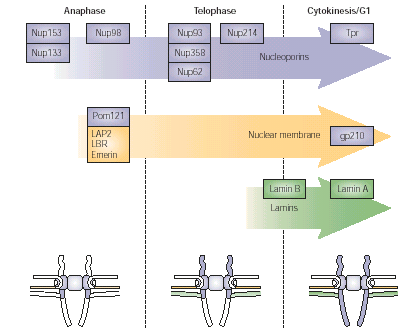 Anaphase
Telophase
Cytokinesis/G1
Nup153
Nup98
Nup93
Nup214
Tpr
Nup133
Nup358
Nucleoporins
Nup62
Pom121
LAP2
LBR
Emerin
Nuclear membrane
gp210
Lamin B
Lamin A
Lamins